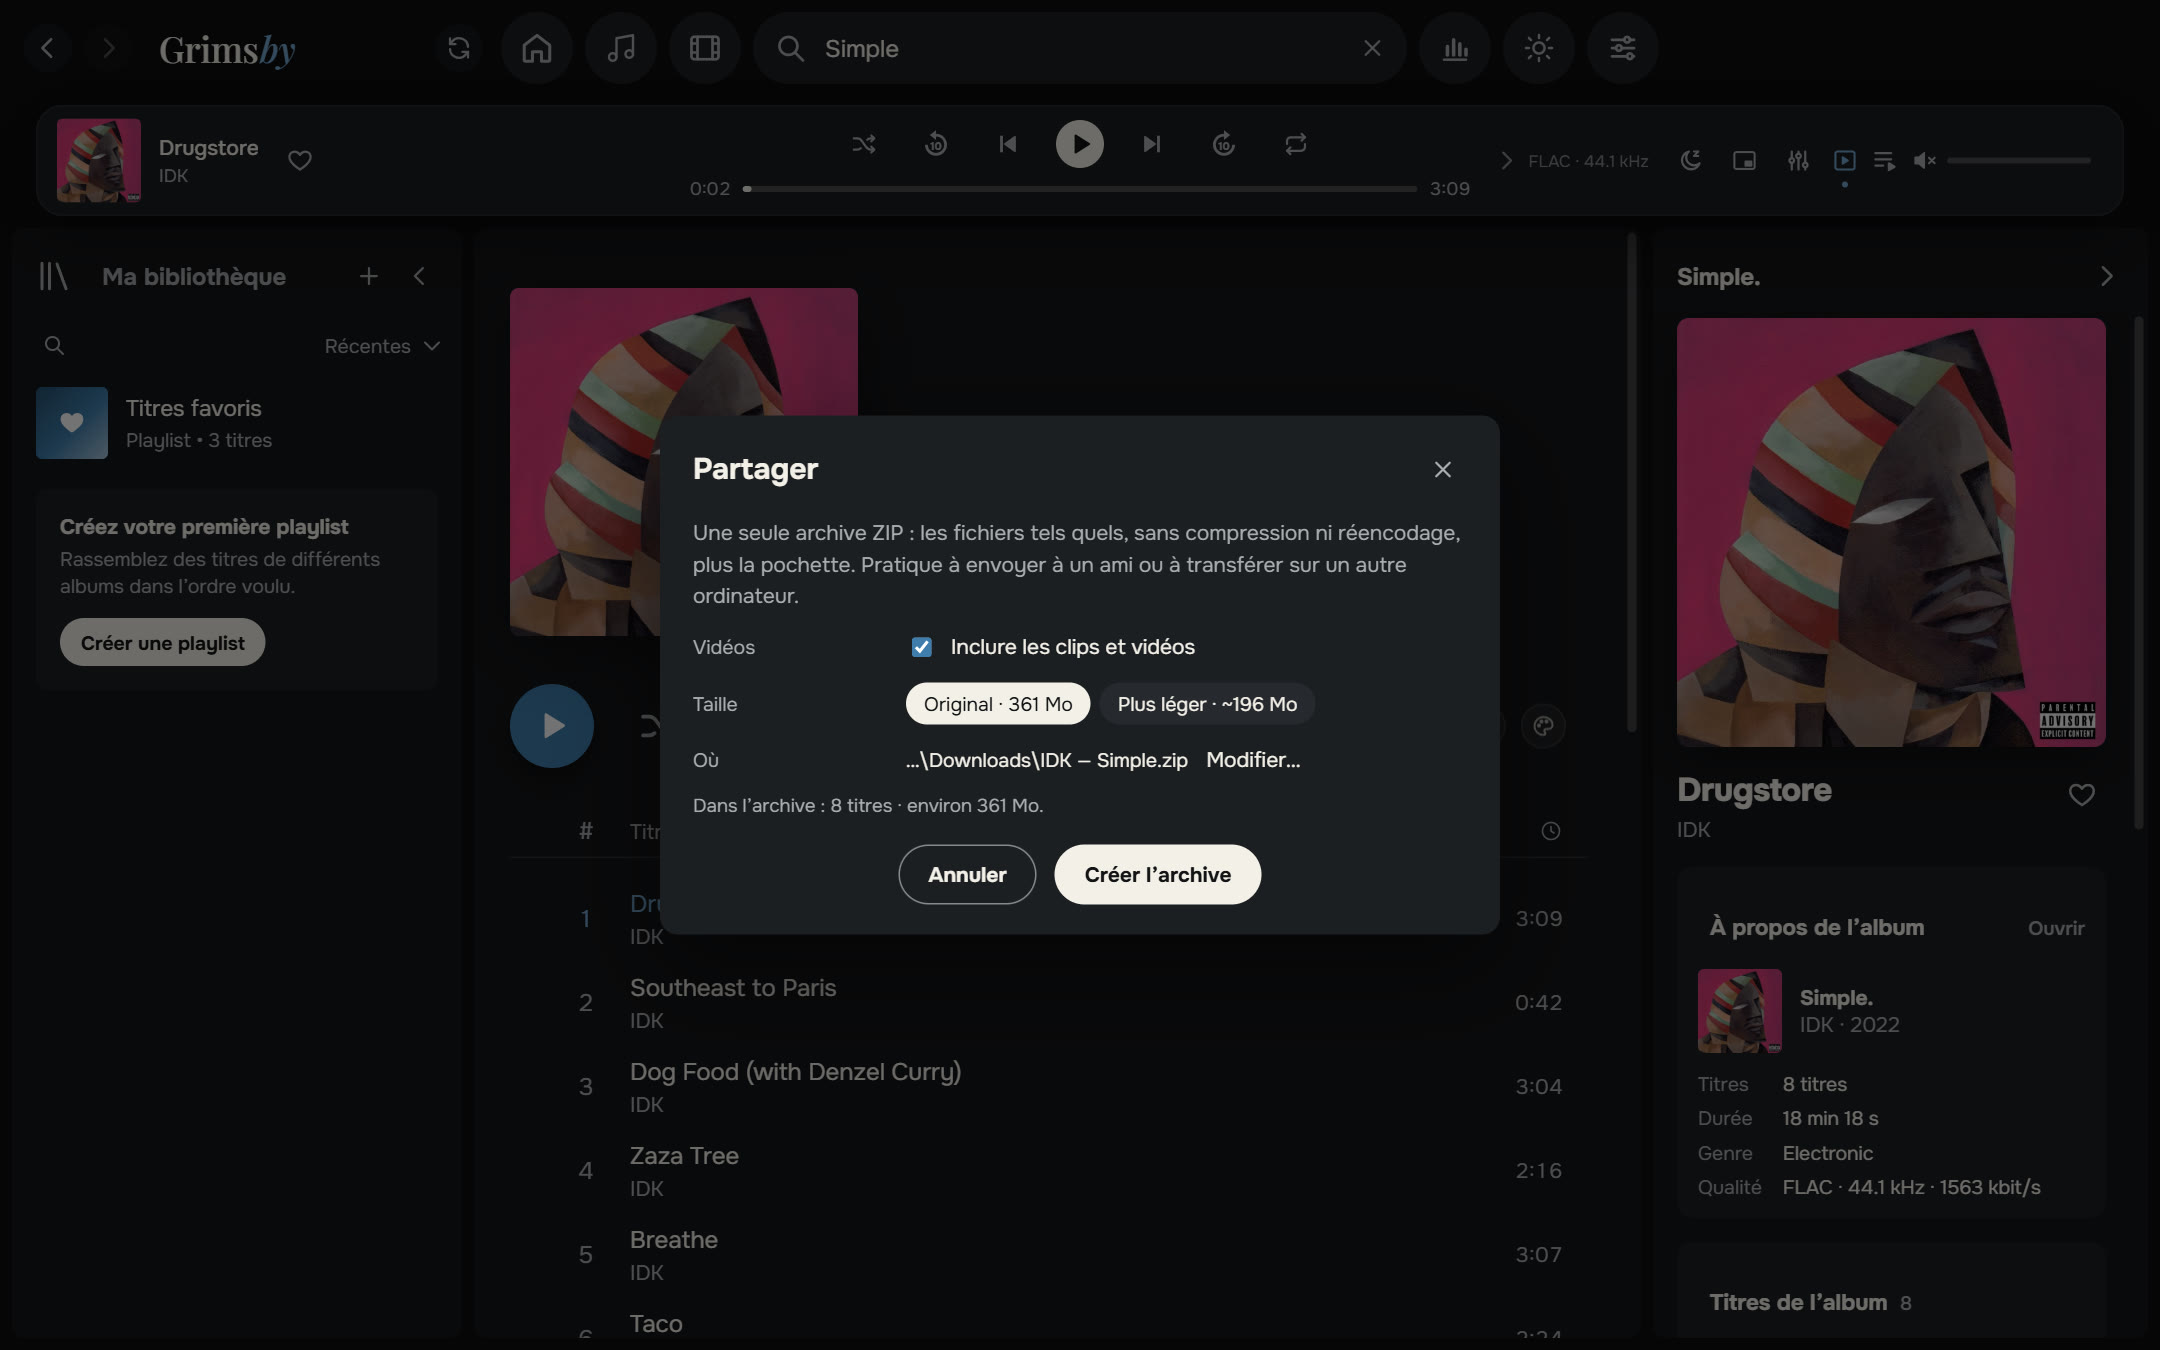 Grimsby
Simple
Drugstore
IDK
10
10
0:02
3:09
FLAC · 44.1 kHz
Ma bibliothèque
Récentes
Titres favoris
Playlist • 3 titres
Créez votre première playlist
Rassemblez des titres de différents
albums dans l’ordre voulu.
Créer une playlist
Partager
Une seule archive ZIP : les fichiers tels quels, sans compression ni réencodage,
plus la pochette. Pratique à envoyer à un ami ou à transférer sur un autre
ordinateur.
Vidéos
Inclure les clips et vidéos
Taille
Original · 361 Mo
Plus léger · ~196 Mo
Où
...\Downloads\IDK — Simple.zip
Modifier...
Dans l’archive : 8 titres · environ 361 Mo.
Annuler
Créer l’archive
#
Titr
1
Dru
IDK
3:09
2
Southeast to Paris
IDK
0:42
3
Dog Food (with Denzel Curry)
IDK
3:04
4
Zaza Tree
IDK
2:16
5
Breathe
IDK
3:07
6
Taco
2:24
Simple.
PARENTAL
ADVISORY
EXPLICIT CONTENT
Drugstore
IDK
À propos de l’album
Ouvrir
Simple.
IDK · 2022
Titres
8 titres
Durée
18 min 18 s
Genre
Electronic
Qualité
FLAC · 44.1 kHz · 1563 kbit/s
Titres de l’album 8